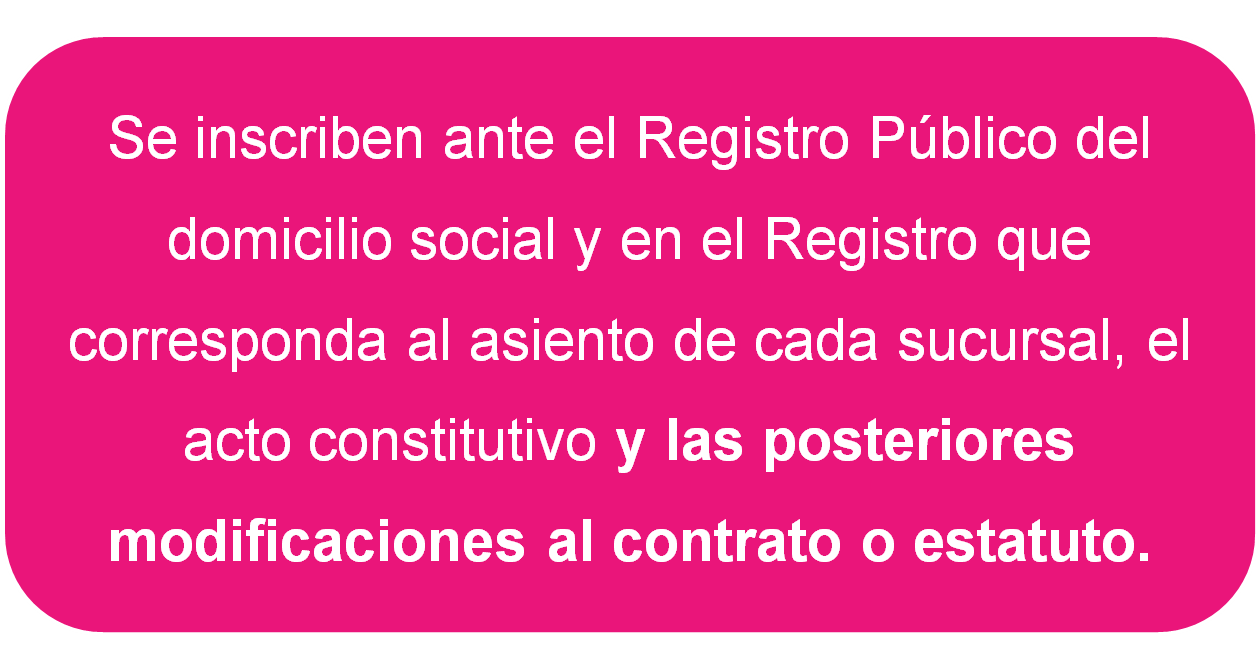 Se inscriben ante el Registro Público del
domicilio social y en el Registro que
corresponda al asiento de cada sucursal, el
acto constitutivo y las posteriores
modificaciones al contrato o estatuto.